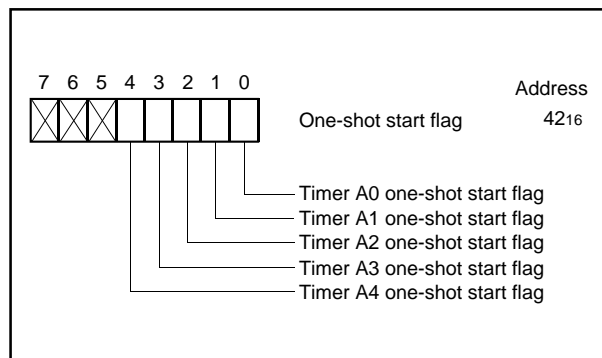 Address
7 6 5 4 3 2 1 0
One-shot start flag 4216
Timer A0 one-shot start flag
Timer A1 one-shot start flag
Timer A2 one-shot start flag
Timer A3 one-shot start flag
Timer A4 one-shot start flag